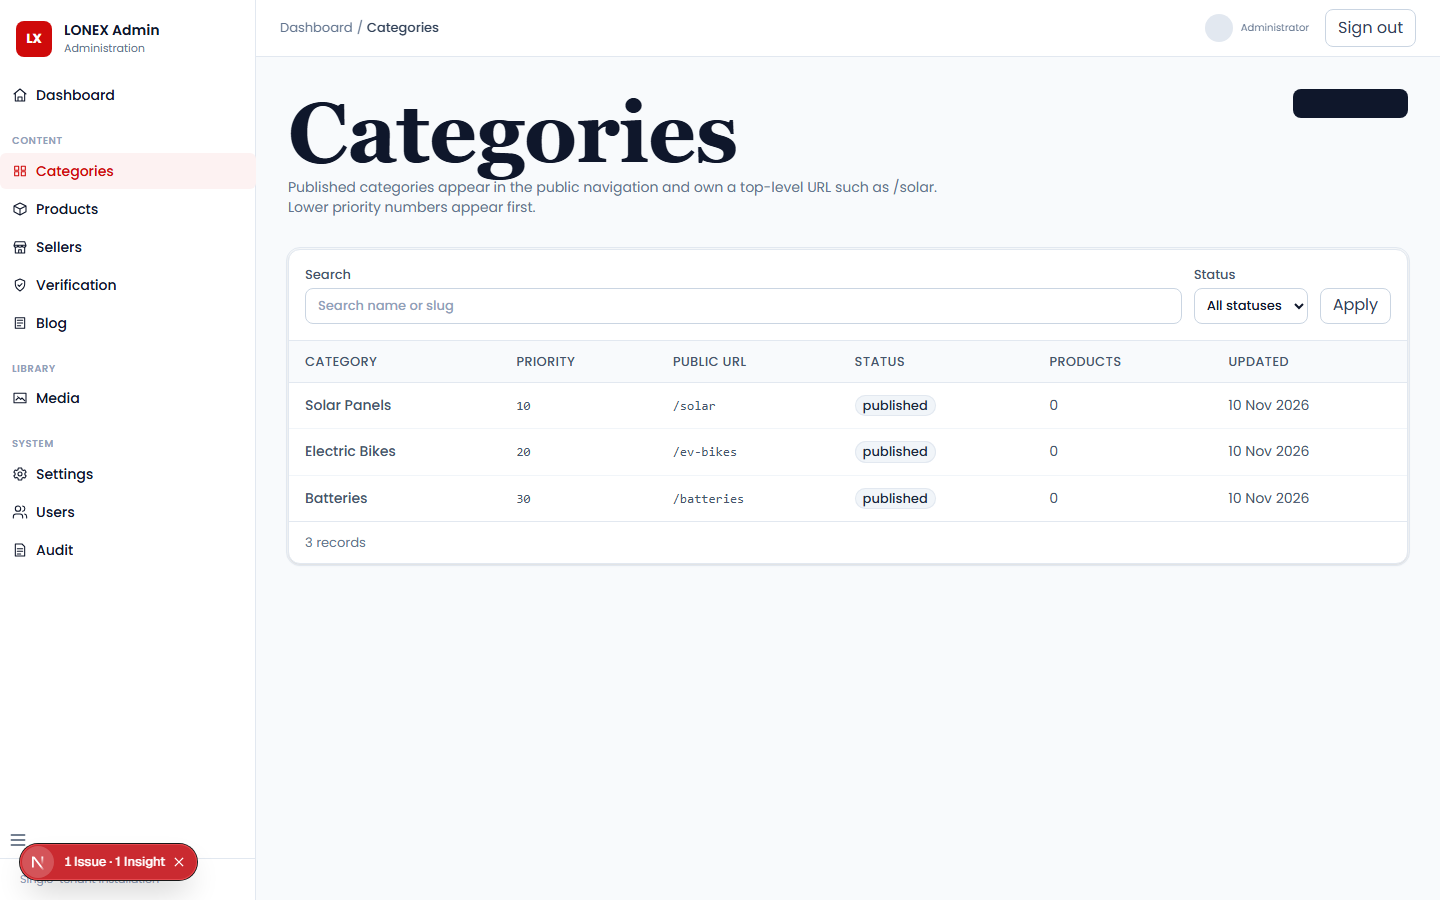 LX
LONEX Admin
Administration
Dashboard
CONTENT
Categories
Products
Sellers
Verification
Blog
LIBRARY
Media
SYSTEM
Settings
Users
Audit
N
1 Issue · 1 Insight
Single-tenant installation
Dashboard / Categories
Administrator
Sign out
Categories
Published categories appear in the public navigation and own a top-level URL such as /solar.
Lower priority numbers appear first.
Search
Status
Search name or slug
All statuses
Apply
CATEGORY PRIORITY PUBLIC URL STATUS PRODUCTS UPDATED
Solar Panels 10 /solar published 0 10 Nov 2026
Electric Bikes 20 /ev-bikes published 0 10 Nov 2026
Batteries 30 /batteries published 0 10 Nov 2026
3 records